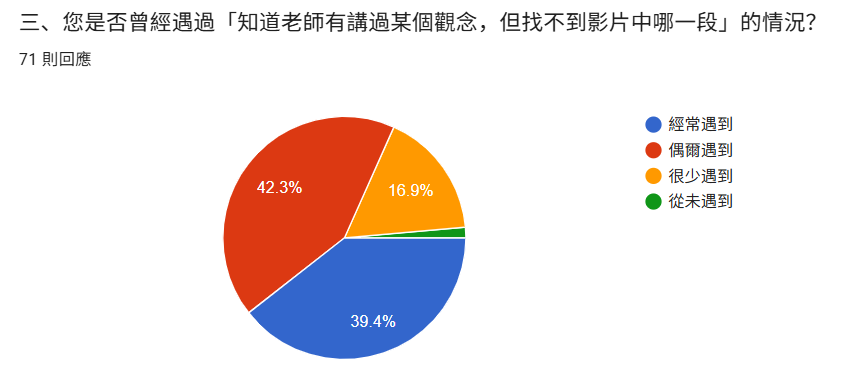 三、您是否曾經遇過「知道老師有講過某個觀念，但找不到影片中哪一段」的情況？
71 則回應
經常遇到
偶爾遇到
很少遇到
從未遇到
42.3%
16.9%
39.4%